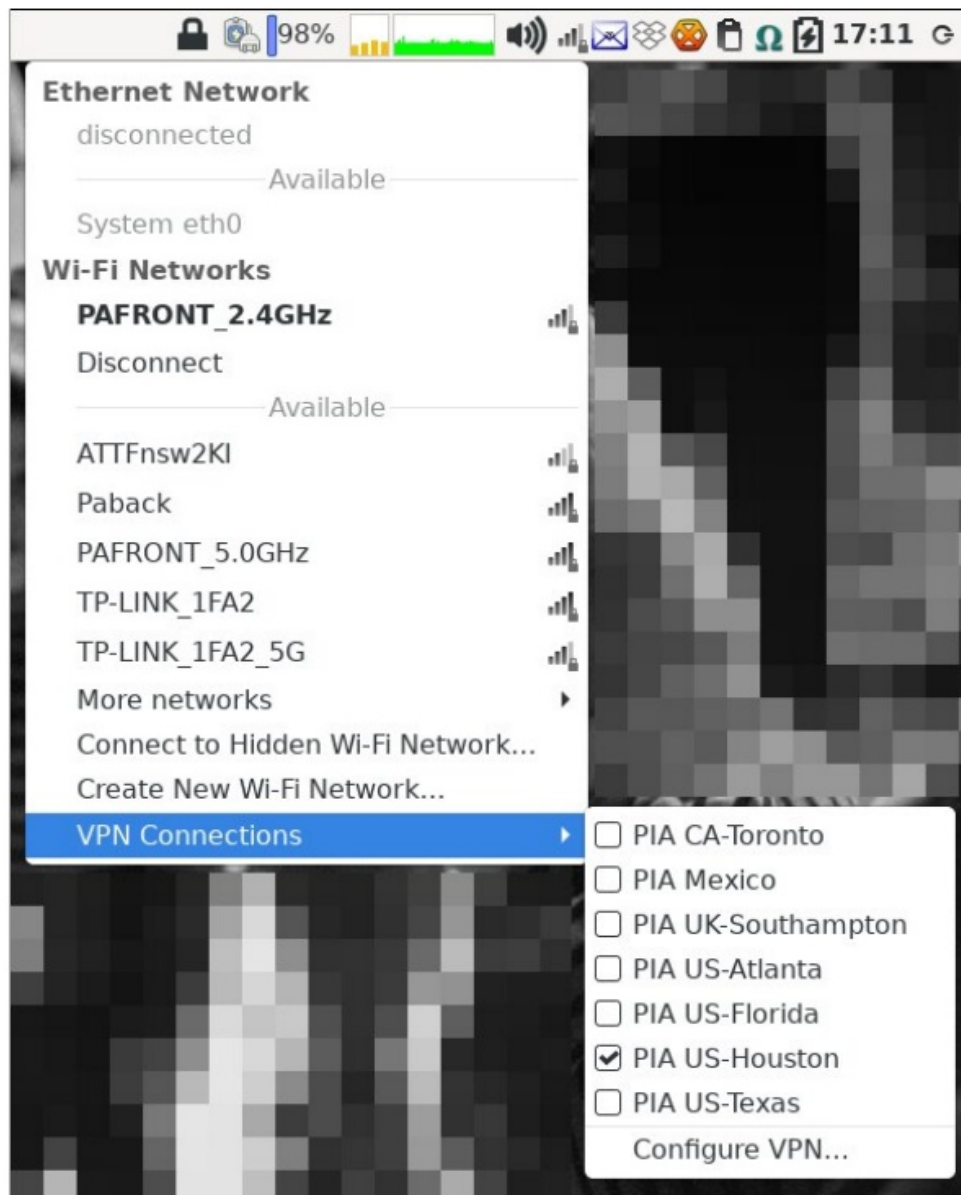 98%
17:11
Ethernet Network
disconnected
Available
System eth0
Wi-Fi Networks
PAFRONT_2.4GHz
Disconnect
Available
ATTFnsw2KI
Paback
PAFRONT_5.0GHz
TP-LINK_1FA2
TP-LINK_1FA2_5G
More networks
Connect to Hidden Wi-Fi Network...
Create New Wi-Fi Network...
VPN Connections
PIA CA-Toronto
PIA Mexico
PIA UK-Southampton
PIA US-Atlanta
PIA US-Florida
PIA US-Houston
PIA US-Texas
Configure VPN...